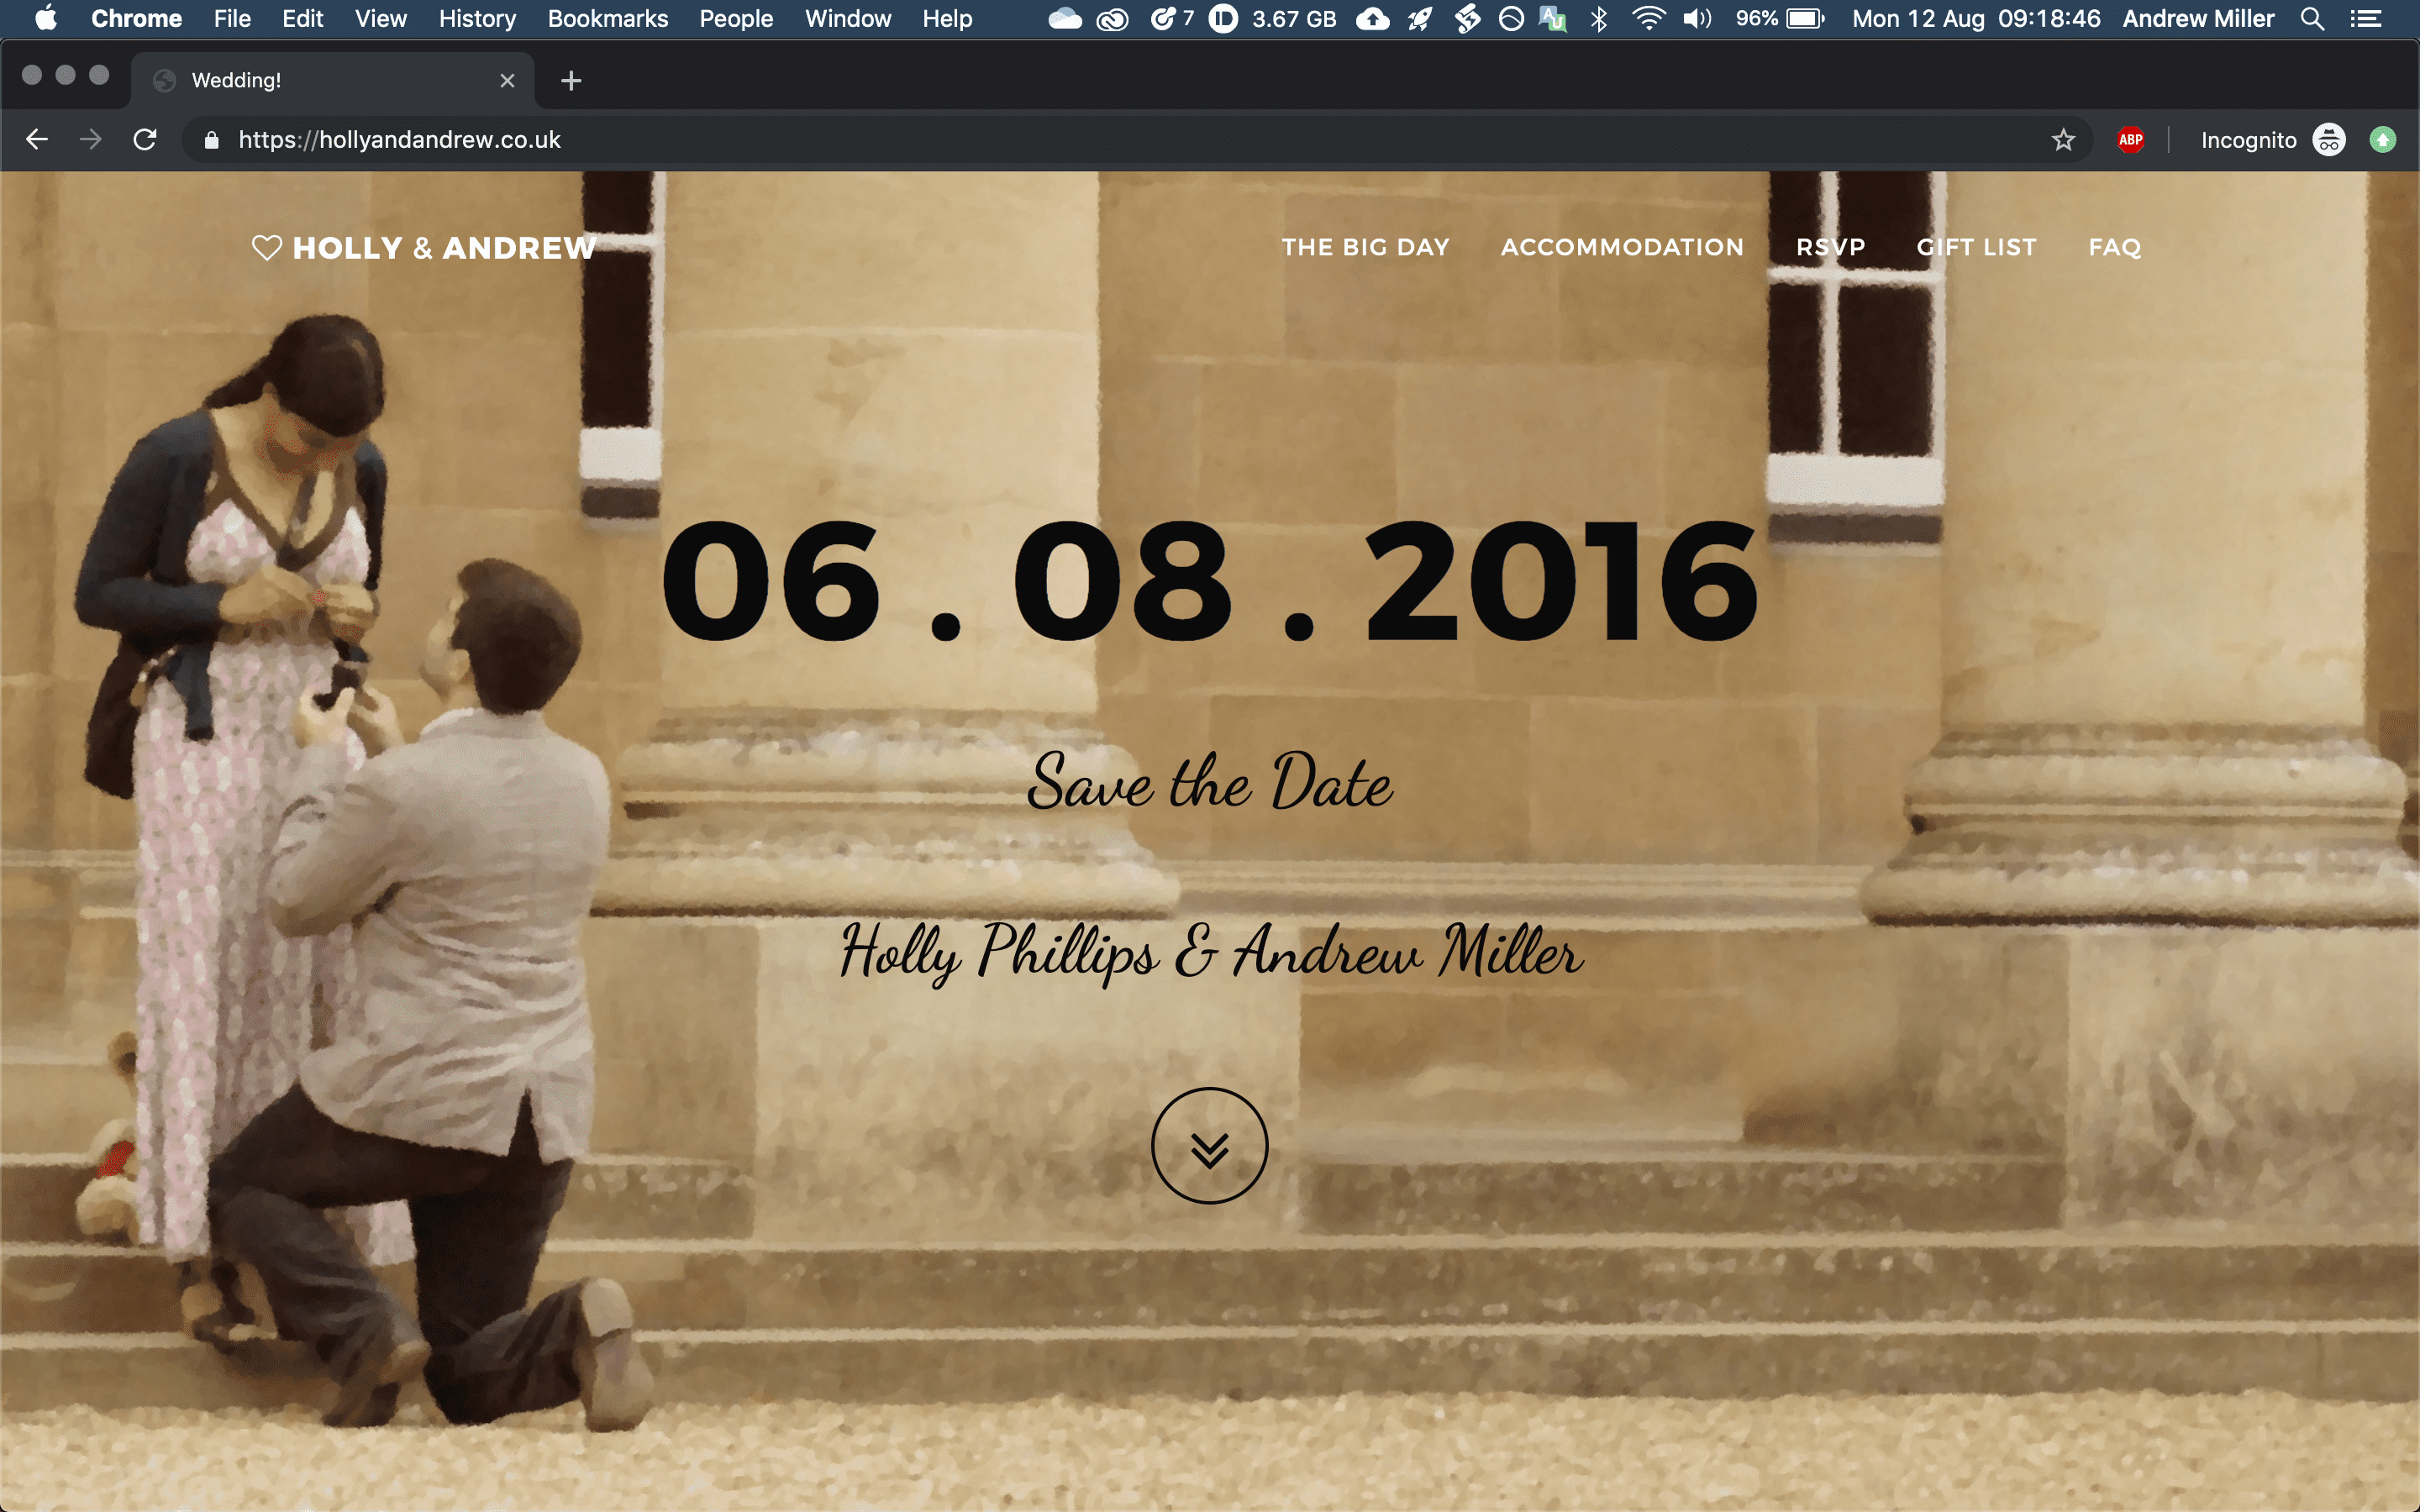 Chrome File Edit View History Bookmarks People Window Help 7 3.67 GB 96% Mon 12 Aug 09:18:46 Andrew Miller
Wedding!
https://hollyandandrew.co.uk ABP Incognito
HOLLY & ANDREW THE BIG DAY ACCOMMODATION RSVP GIFT LIST FAQ
06 . 08 . 2016
Save the Date
Holly Phillips & Andrew Miller